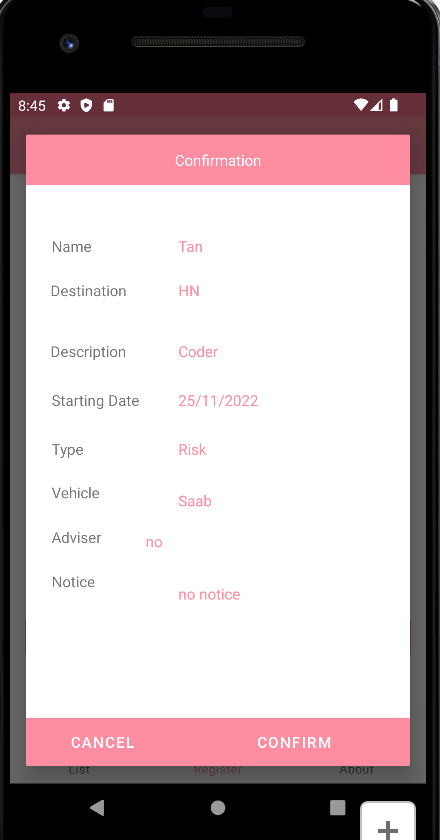 8:45
Confirmation
Name Tan
Destination HN
Description Coder
Starting Date 25/11/2022
Type Risk
Vehicle Saab
Adviser no
Notice no notice
CANCEL CONFIRM
List Register About